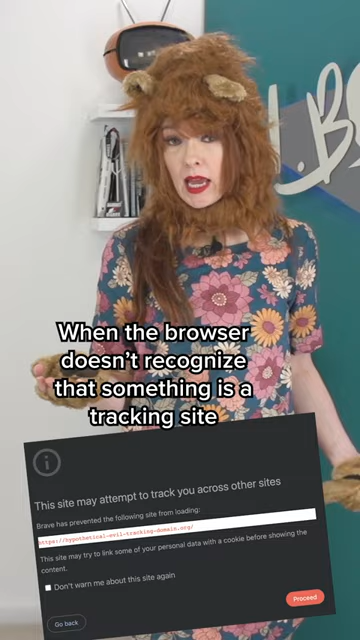 When the browser
doesn't recognize
that something is a
tracking site
This site may attempt to track you across other sites
Brave has prevented the following site from loading:
https://hypothetical-evil-tracking-domain.org/
This site may try to link some of your personal data with a cookie before showing the
content.
Don't warn me about this site again
Proceed
Go back